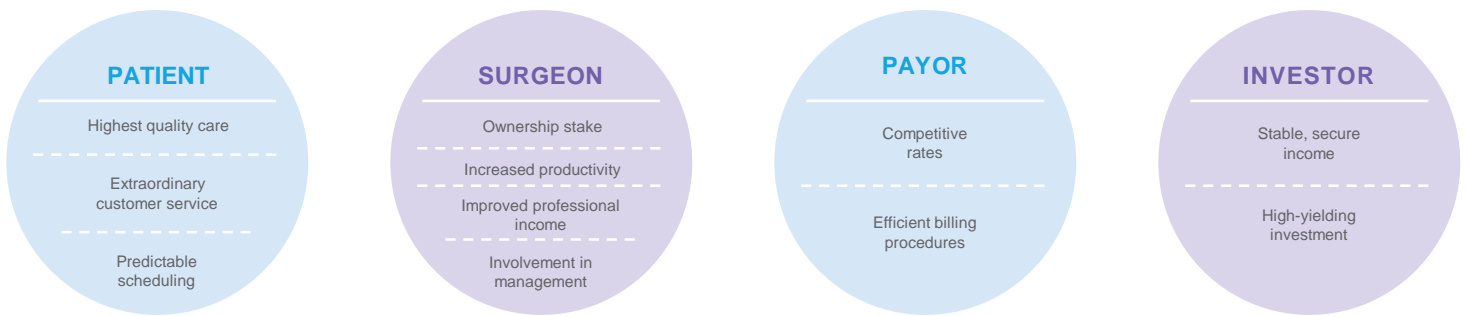 PATIENT
Highest quality care
Extraordinary
customer service
Predictable
scheduling
SURGEON
Ownership stake
Increased productivity
Improved professional
income
Involvement in
management
PAYOR
Competitive
rates
Efficient billing
procedures
INVESTOR
Stable, secure
income
High-yielding
investment